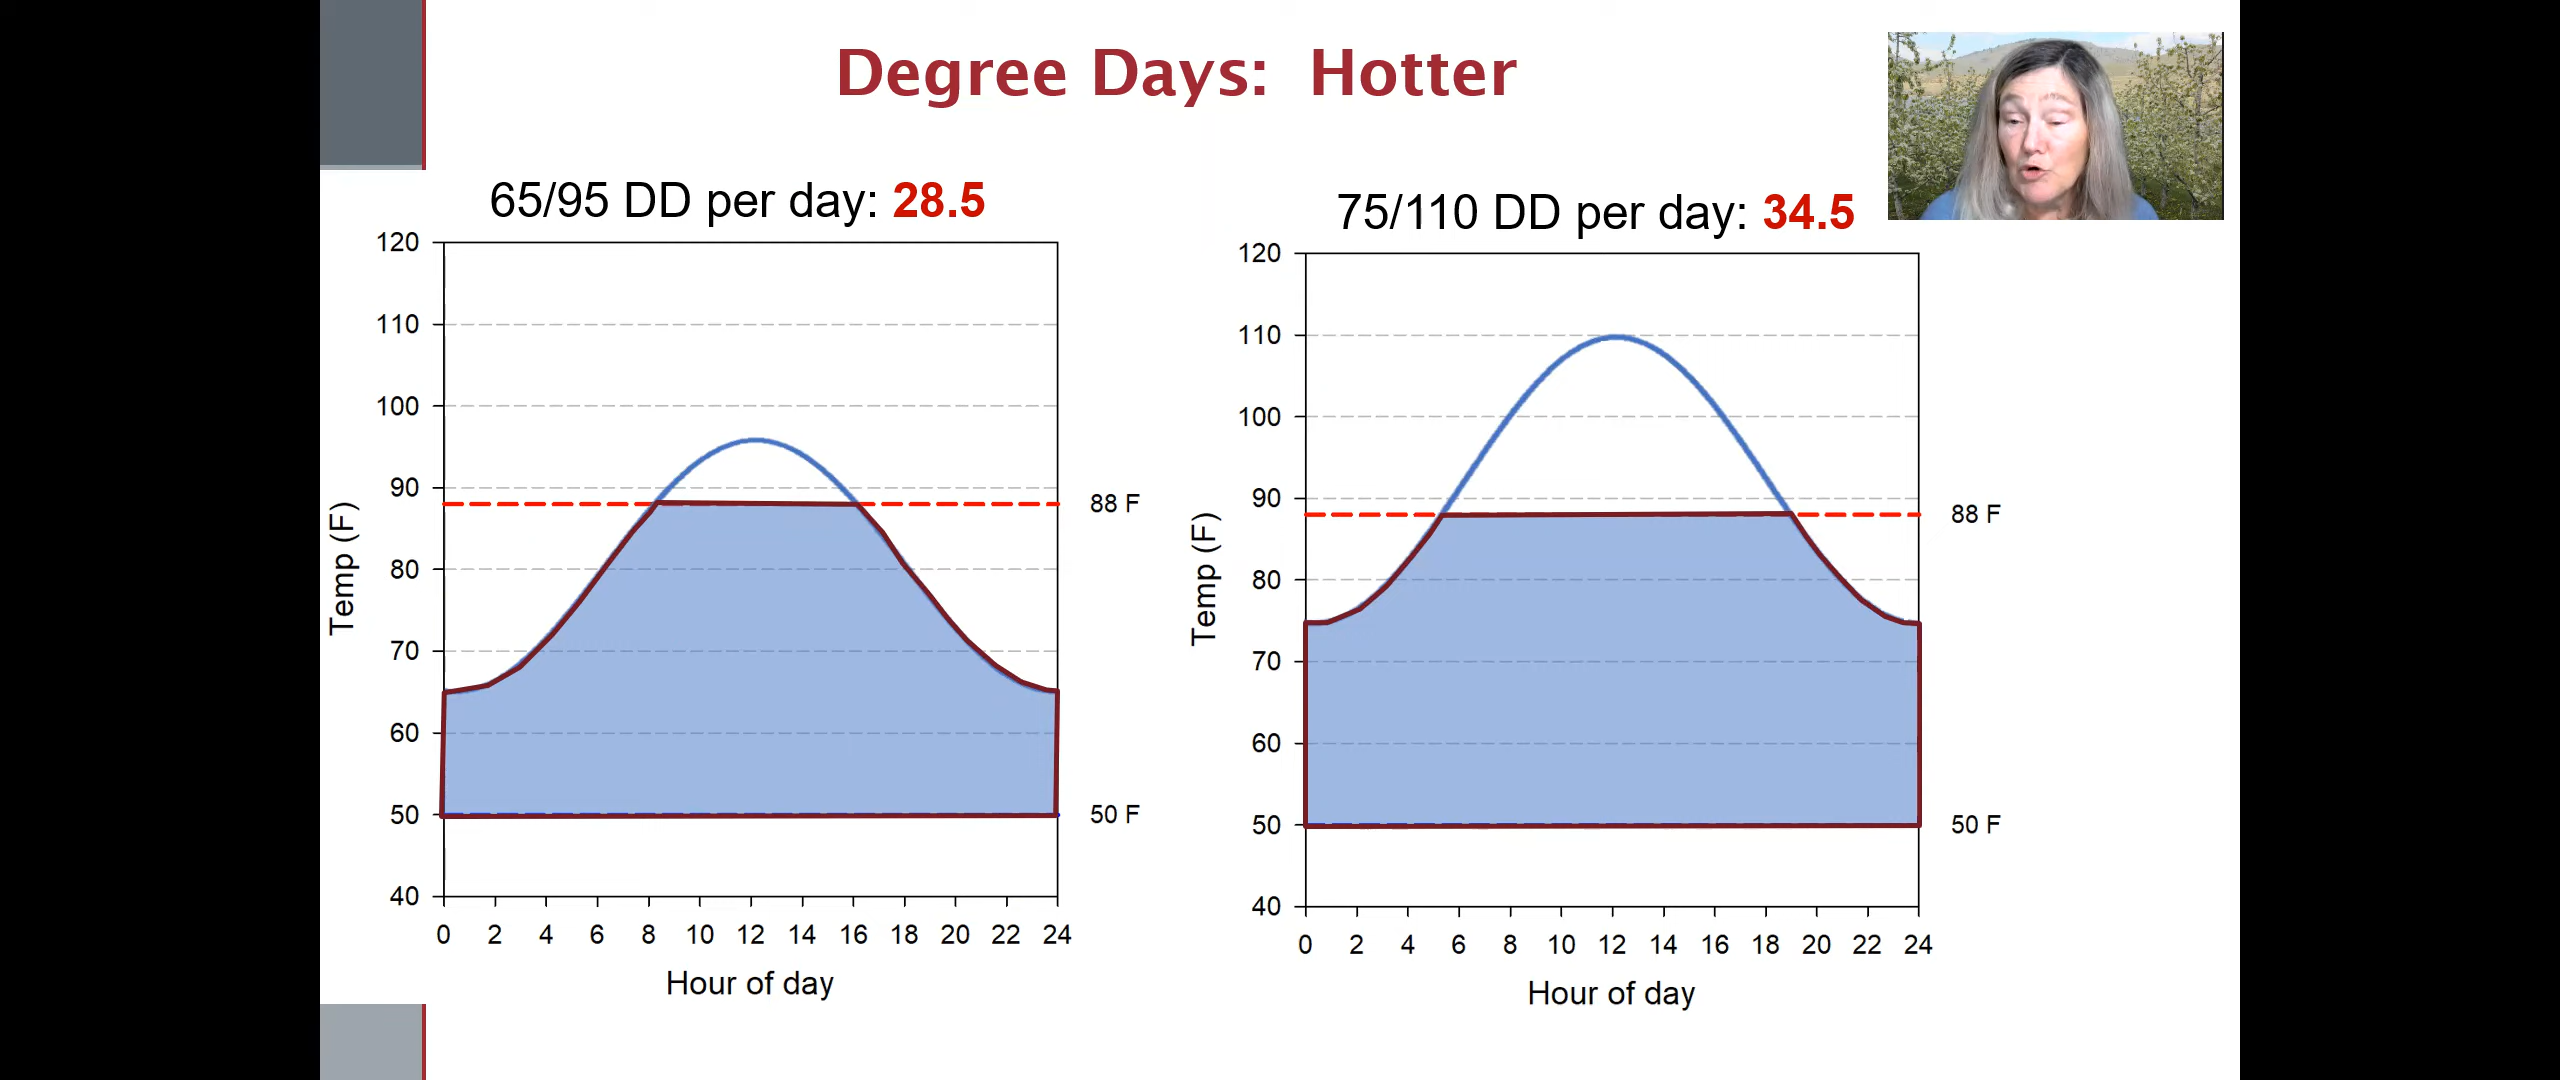 Degree Days: Hotter
65/95 DD per day: 28.5
120
110
100
90
80
70
60
50
40
Temp (F)
88 F
50 F
0 2 4 6 8 10 12 14 16 18 20 22 24
Hour of day
75/110 DD per day: 34.5
120
110
100
90
80
70
60
50
40
Temp (F)
88 F
50 F
0 2 4 6 8 10 12 14 16 18 20 22 24
Hour of day